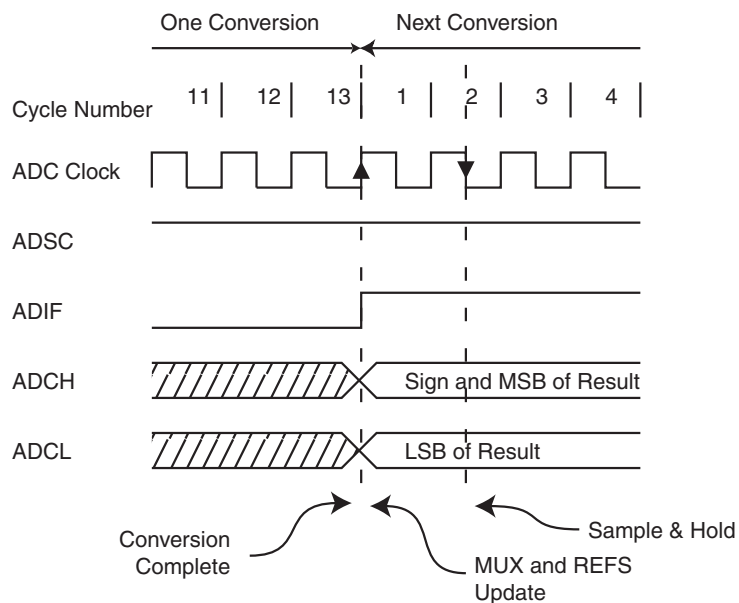 One Conversion Next Conversion
Cycle Number 11 12 13 1 2 3 4
ADC Clock
ADSC
ADIF
ADCH Sign and MSB of Result
ADCL LSB of Result
Conversion
Complete
MUX and REFS
Update
Sample & Hold